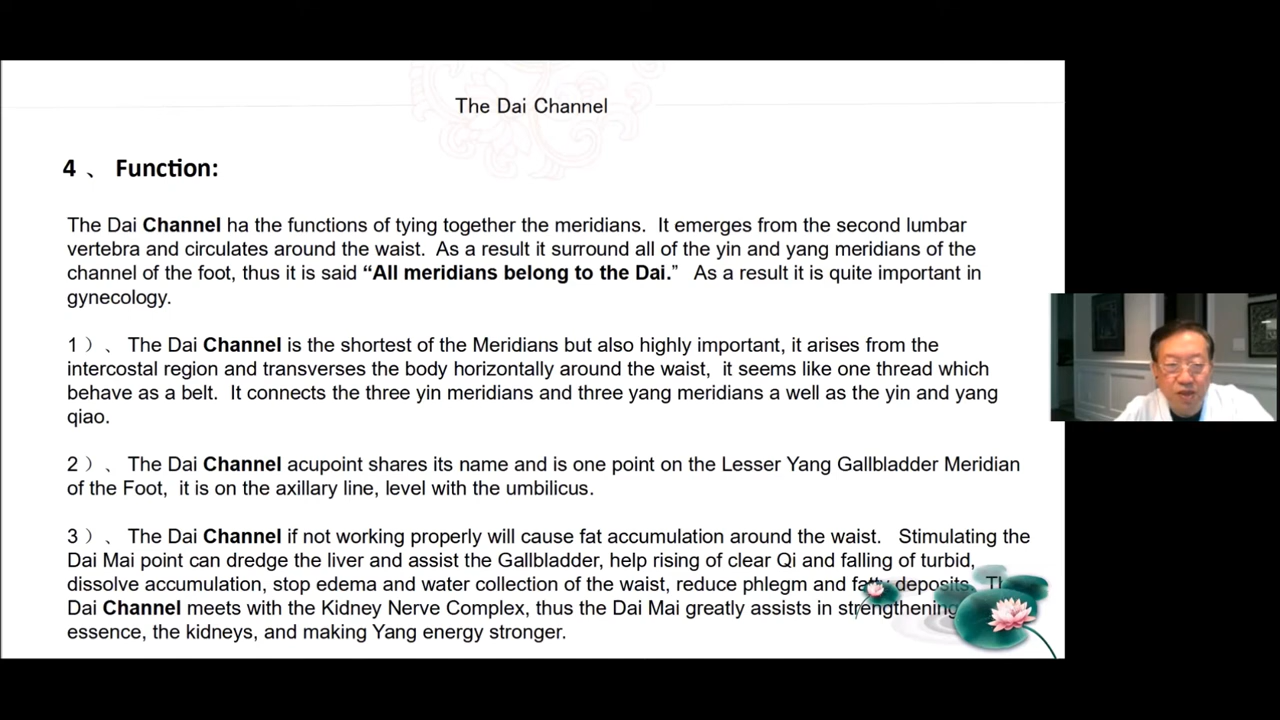 The Dai Channel
4 、 Function:
The Dai Channel ha the functions of tying together the meridians. It emerges from the second lumbar
vertebra and circulates around the waist. As a result it surround all of the yin and yang meridians of the
channel of the foot, thus it is said “All meridians belong to the Dai.” As a result it is quite important in
gynecology.
1 ） 、 The Dai Channel is the shortest of the Meridians but also highly important, it arises from the
intercostal region and transverses the body horizontally around the waist, it seems like one thread which
behave as a belt. It connects the three yin meridians and three yang meridians a well as the yin and yang
qiao.
2 ） 、 The Dai Channel acupoint shares its name and is one point on the Lesser Yang Gallbladder Meridian
of the Foot, it is on the axillary line, level with the umbilicus.
3 ） 、 The Dai Channel if not working properly will cause fat accumulation around the waist. Stimulating the
Dai Mai point can dredge the liver and assist the Gallbladder, help rising of clear Qi and falling of turbid,
dissolve accumulation, stop edema and water collection of the waist, reduce phlegm and deposits.
Dai Channel meets with the Kidney Nerve Complex, thus the Dai Mai greatly assists in strengthening
essence, the kidneys, and making Yang energy stronger.